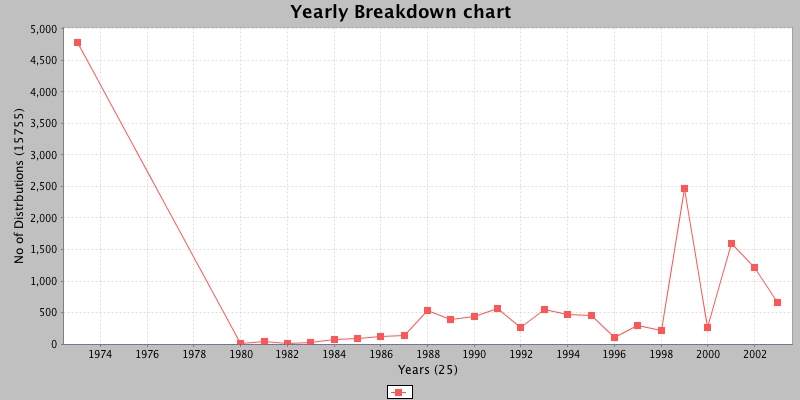 Yearly Breakdown chart
No of Distrbutions (15755)
5,000
4,500
4,000
3,500
3,000
2,500
2,000
1,500
1,000
500
0
1974 1976 1978 1980 1982 1984 1986 1988 1990 1992 1994 1996 1998 2000 2002
Years (25)